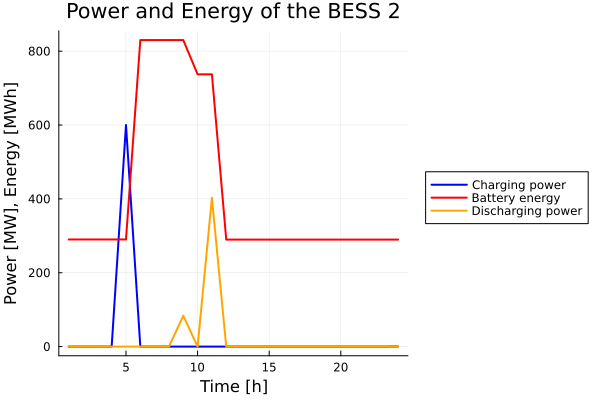 Power and Energy of the BESS 2
Power [MW], Energy [MWh]
800
600
400
200
0
5
10
15
20
Time [h]
Charging power
Battery energy
Discharging power